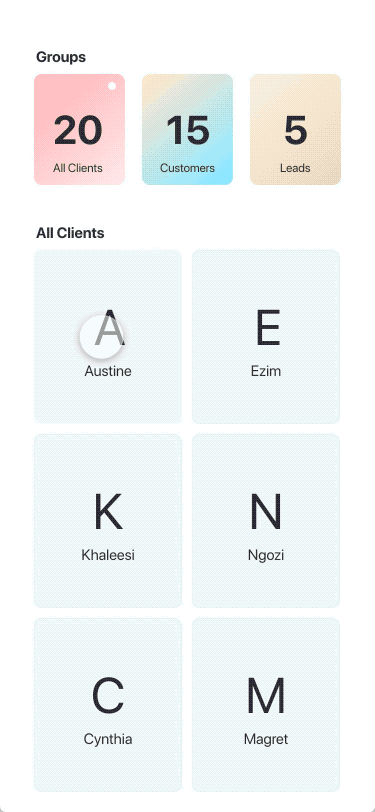 Groups
20 15 5
All Clients Customers Leads
All Clients
A E
Austine Ezim
K N
Khaleesi Ngozi
C M
Cynthia Magret